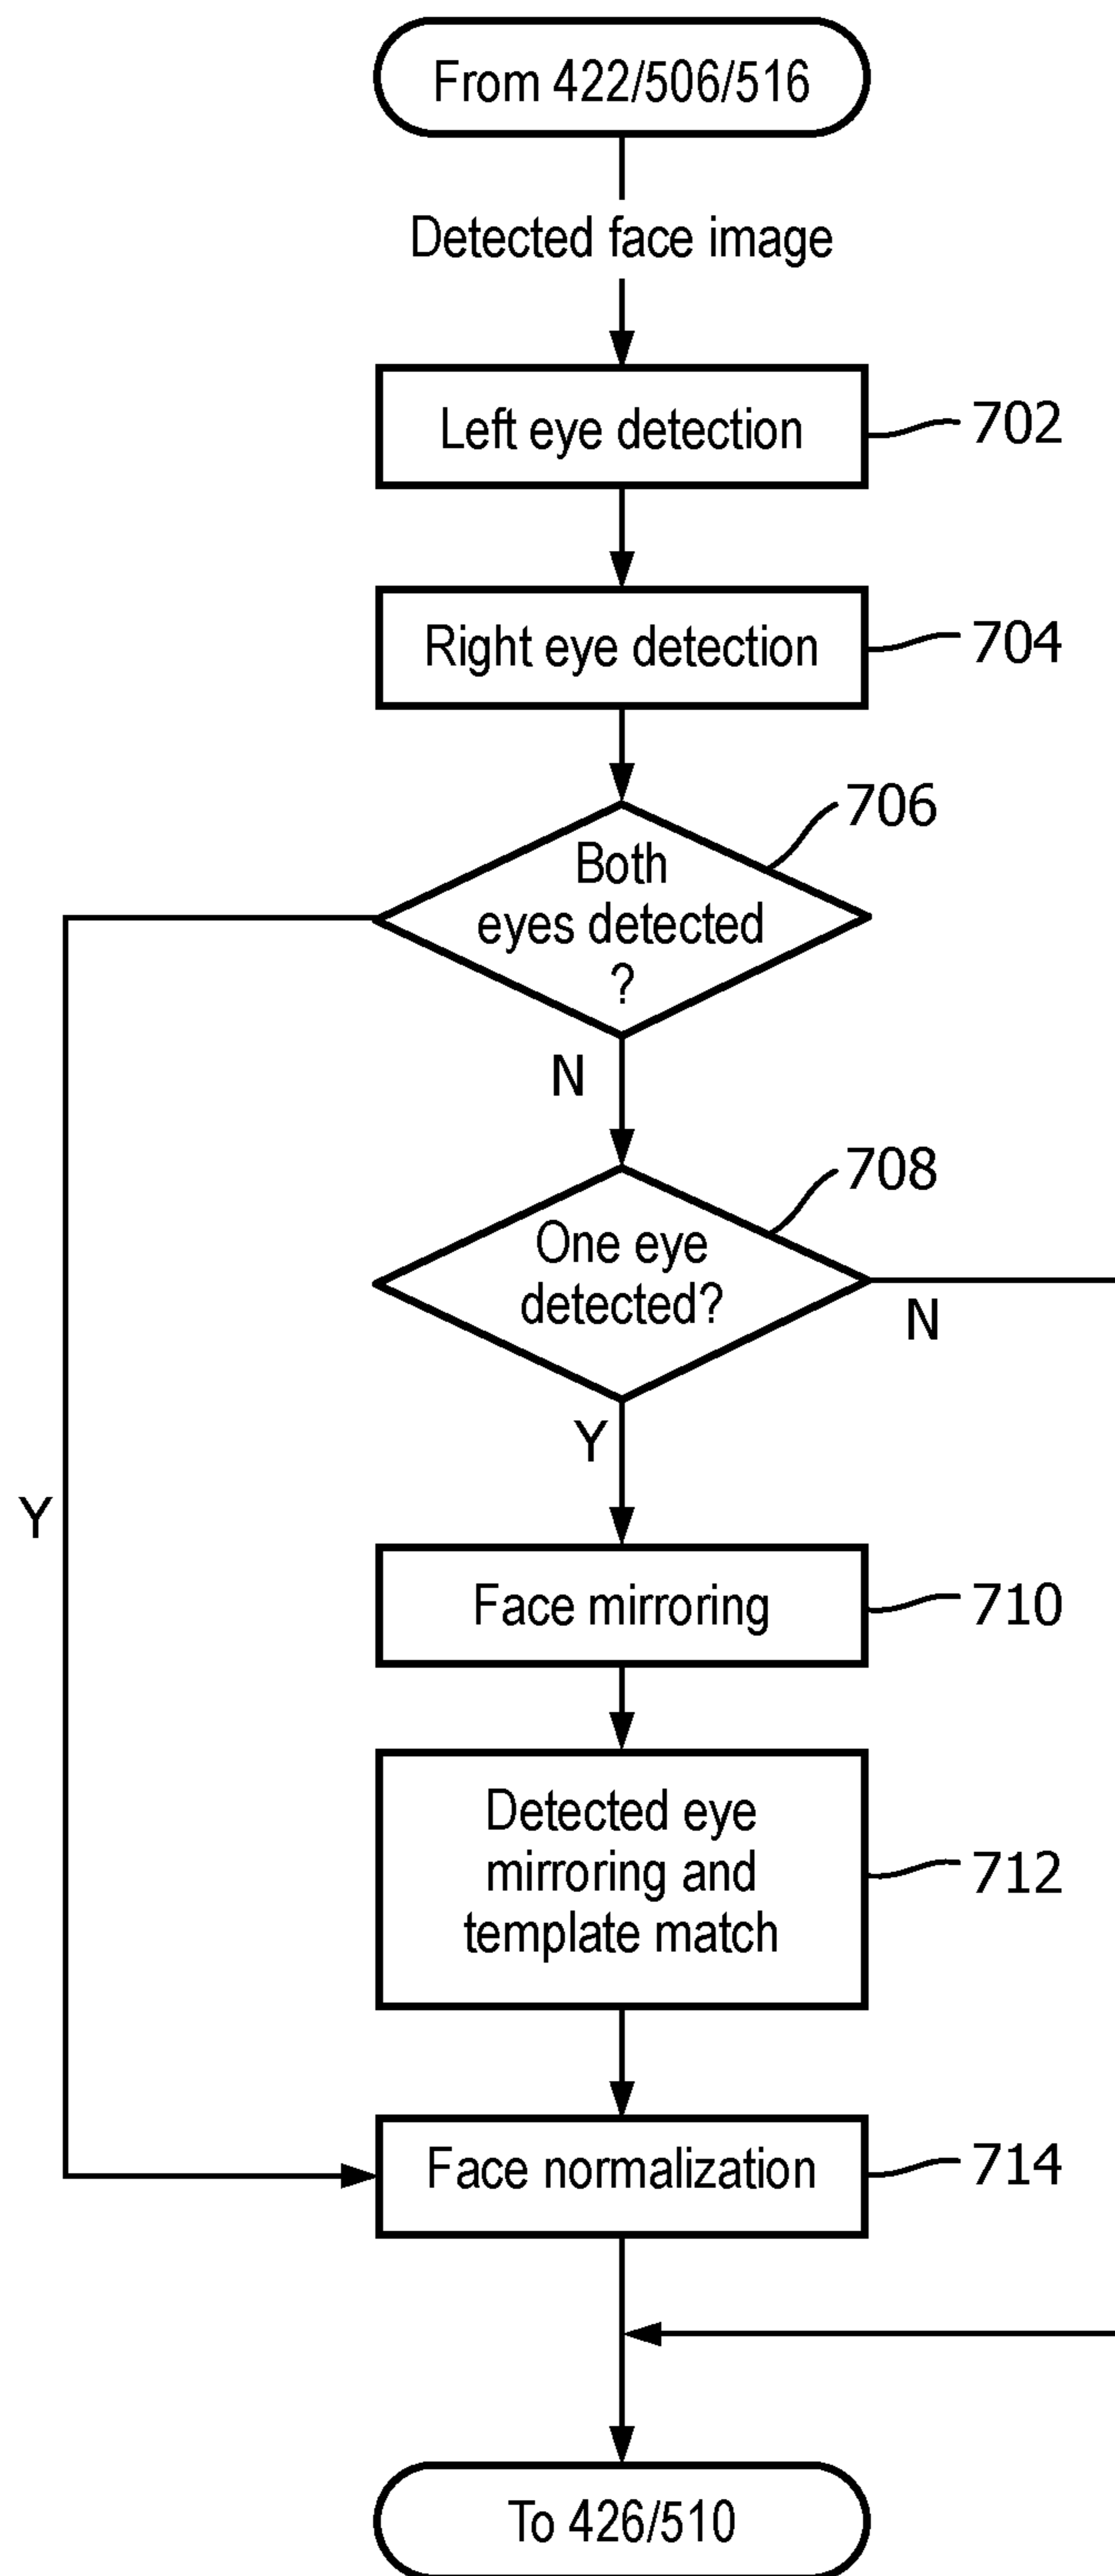 From 422/506/516
Detected face image
Left eye detection
702
Right eye detection
704
706
Both
eyes detected
?
N
708
One eye
detected?
N
Y
Y
Face mirroring
710
Detected eye
mirroring and
template match
712
Face normalization
714
To 426/510